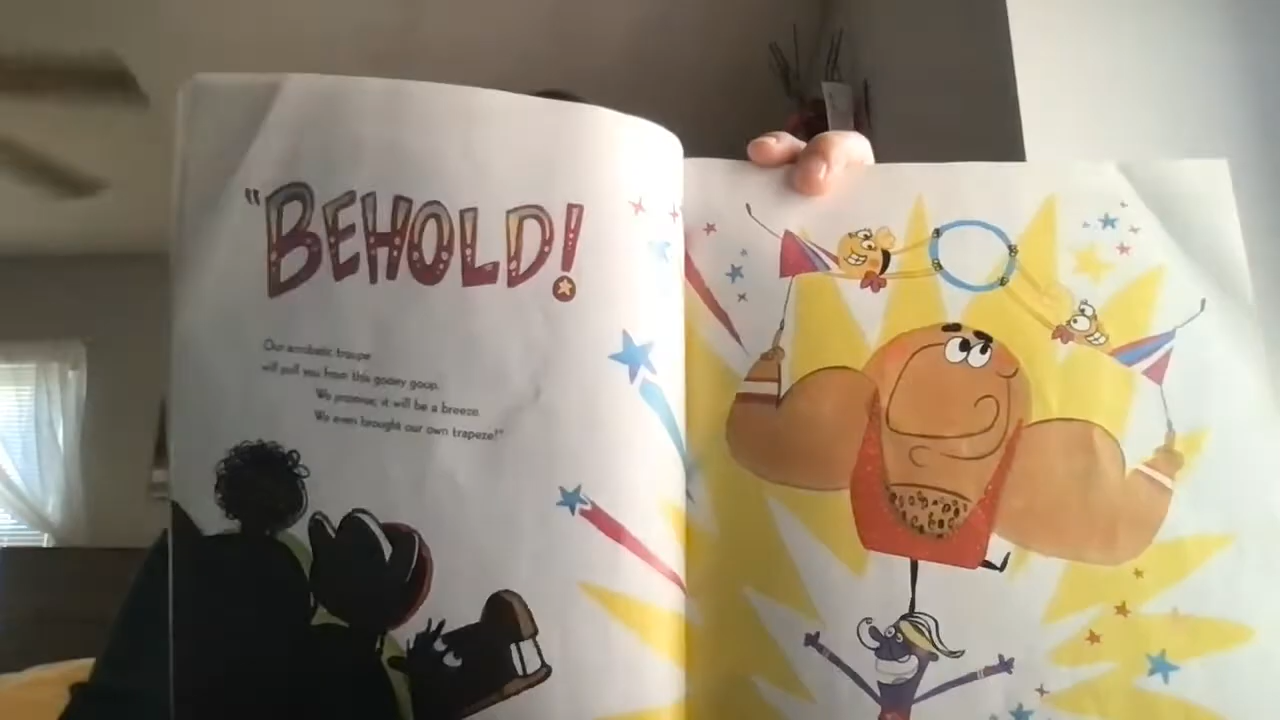 "BEHOLD!
Our acrobatic troupe
will pull you from this gooey goop.
We promise, it will be a breeze.
We even brought our own trapeze!"